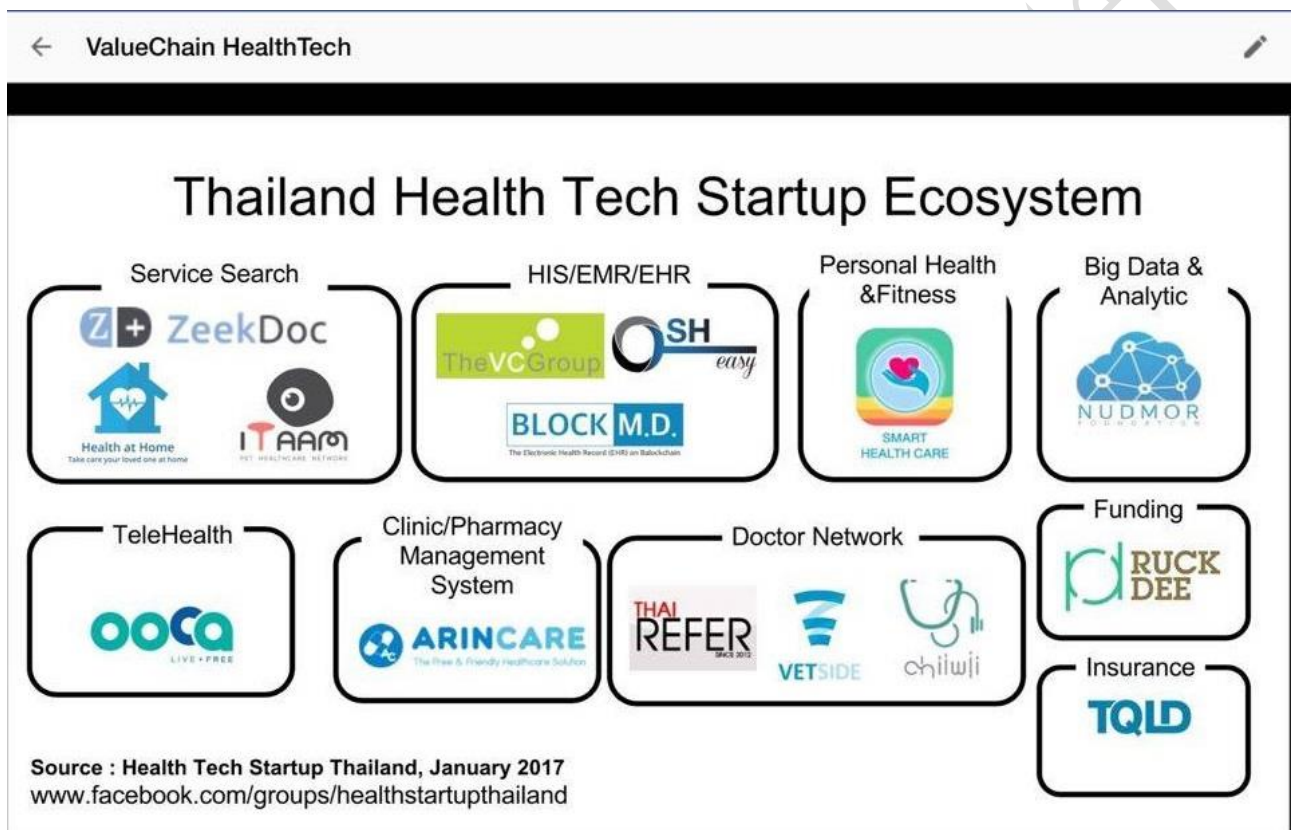 ValueChain HealthTech
Thailand Health Tech Startup Ecosystem
Service Search
Z+ ZeekDoc
Health at Home
Take care your loved one at home
ITAAM
PET HEALTHCARE NETWORK
HIS/EMR/EHR
TheVCGroup
OSH
easy
BLOCK M.D.
The Electronic Health Record (EHR) on Balockchain
Personal Health
&Fitness
SMART
HEALTH CARE
Big Data &
Analytic
NUDMOR
FOUNDATION
TeleHealth
ooca
LIVE+FREE
Clinic/Pharmacy
Management
System
AC ARINCARE
The Free & Friendly Healthcare Solution
Doctor Network
THAI
REFER
SINCE 2012
VETSIDE
chiiwii
Funding
RUCK
DEE
Insurance
TQLD
Source : Health Tech Startup Thailand, January 2017
www.facebook.com/groups/healthstartupthailand